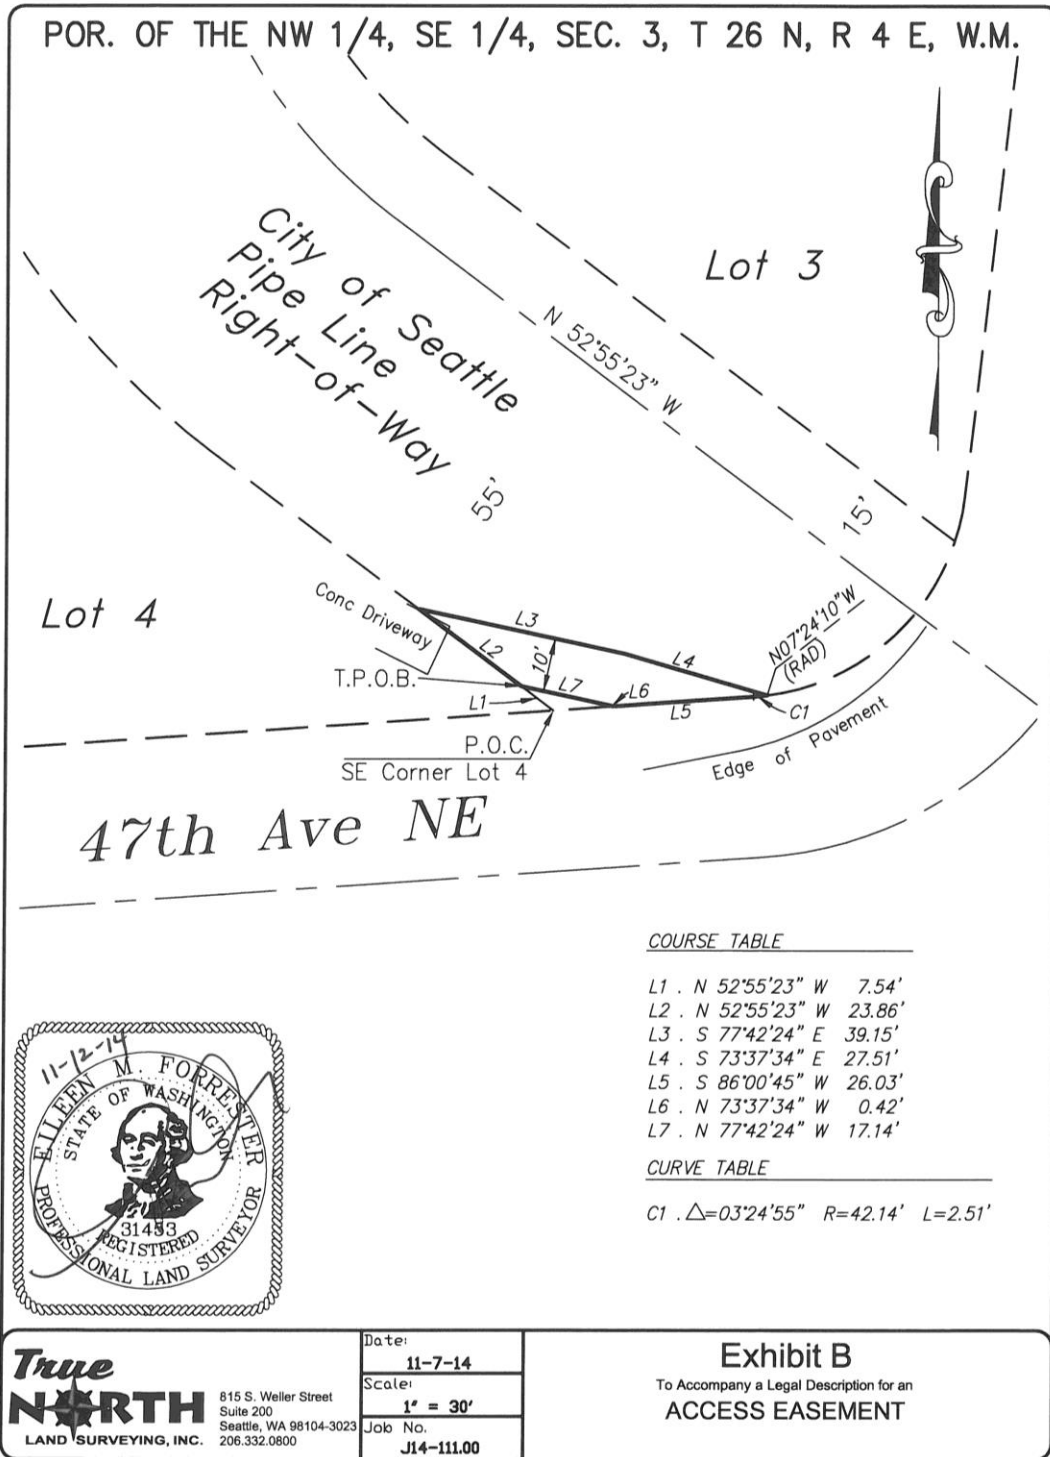 POR. OF THE NW 1/4, SE 1/4, SEC. 3, T 26 N, R 4 E, W.M.
City of Seattle
Pipe Line
Right-of-Way
55'
Lot 3
N 52°55'23" W
15'
Lot 4
Conc Driveway
L3
L2
10'
L4
N07°24'10"W
(RAD)
T.P.O.B.
L7
L6
L1
L5
C1
P.O.C.
SE Corner Lot 4
Edge of Pavement
47th Ave NE
COURSE TABLE
L1 . N 52°55'23" W 7.54'
L2 . N 52°55'23" W 23.86'
L3 . S 77°42'24" E 39.15'
L4 . S 73°37'34" E 27.51'
L5 . S 86°00'45" W 26.03'
L6 . N 73°37'34" W 0.42'
L7 . N 77°42'24" W 17.14'
CURVE TABLE
C1 . △=03°24'55" R=42.14' L=2.51'
11-12-14
EILEEN M. FORRESTER
STATE OF WASHINGTON
31453
REGISTERED
PROFESSIONAL LAND SURVEYOR
True
NORTH
LAND SURVEYING, INC.
815 S. Weller Street
Suite 200
Seattle, WA 98104-3023
206.332.0800
Date:
11-7-14
Scale:
1" = 30'
Job No.
J14-111.00
Exhibit B
To Accompany a Legal Description for an
ACCESS EASEMENT